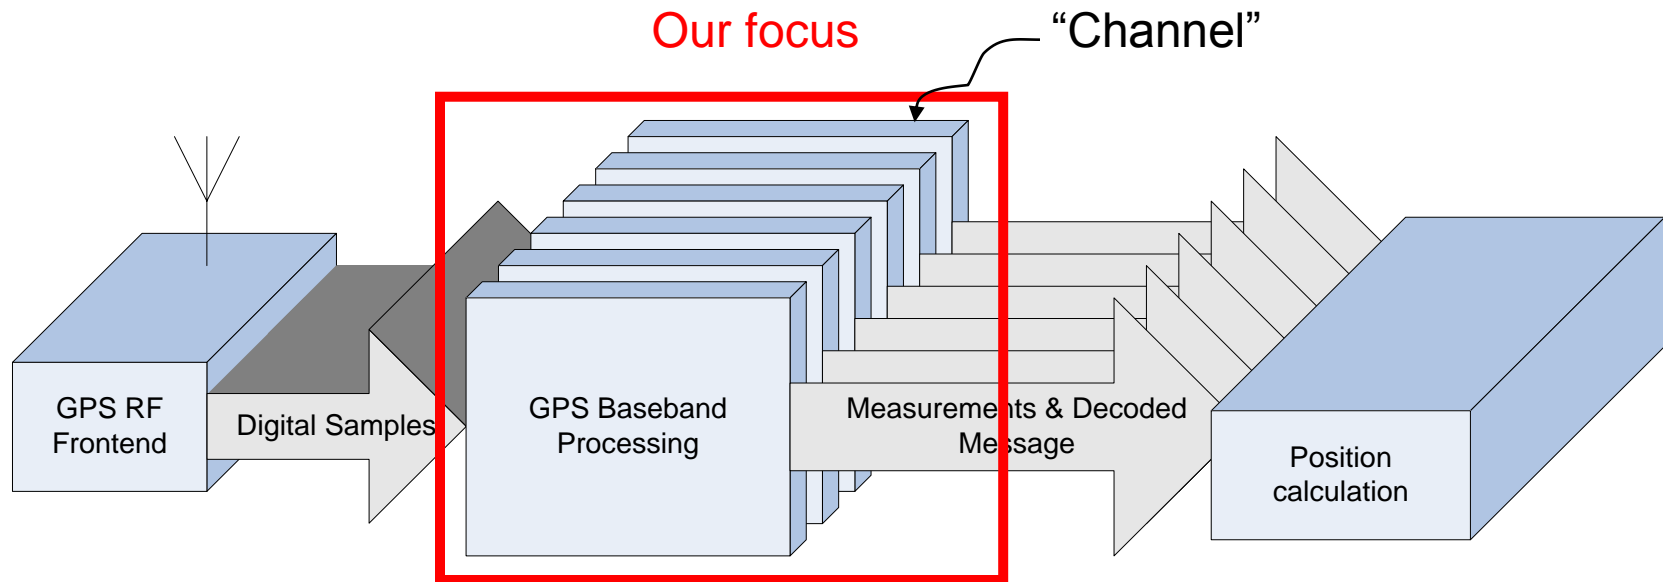 Our focus
“Channel”
GPS RF
Frontend
Digital Samples
GPS Baseband
Processing
Measurements & Decoded
Message
Position
calculation